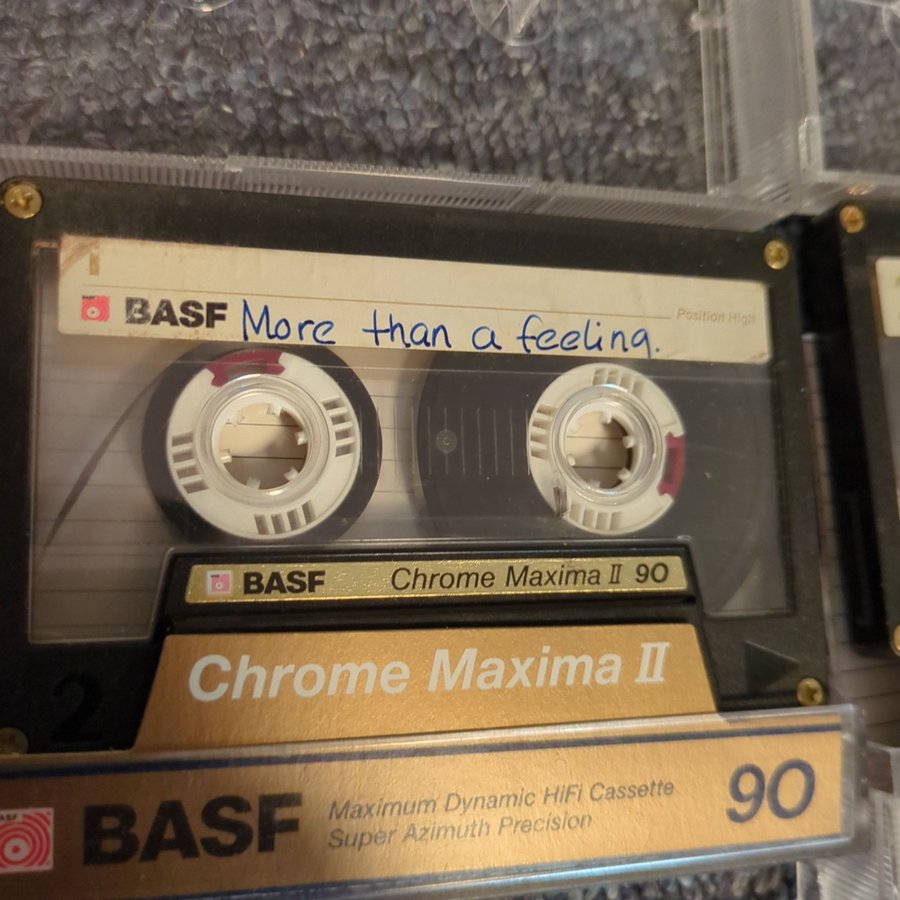 Position High
BASF More than a feeling.
BASF Chrome Maxima II 90
Chrome Maxima II
2
BASF Maximum Dynamic HiFi Cassette 90
Super Azimuth Precision